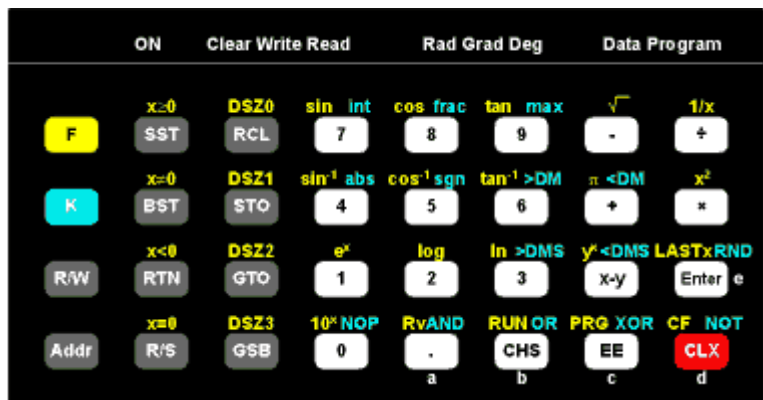 ON Clear Write Read Rad Grad Deg Data Program
x≥0 DSZ0 sin int cos frac tan max √ 1/x
F SST RCL 7 8 9 - ÷
x≠0 DSZ1 sin⁻¹ abs cos⁻¹ sgn tan⁻¹ >DM π <DM x²
K BST STO 4 5 6 + ×
x<0 DSZ2 eˣ log ln >DMS yˣ <DMS LASTx RND
R/W RTN GTO 1 2 3 x-y Enter e
x=0 DSZ3 10ˣ NOP RvAND RUN OR PRG XOR CF NOT
Addr R/S GSB 0 . CHS EE CLX
a b c d